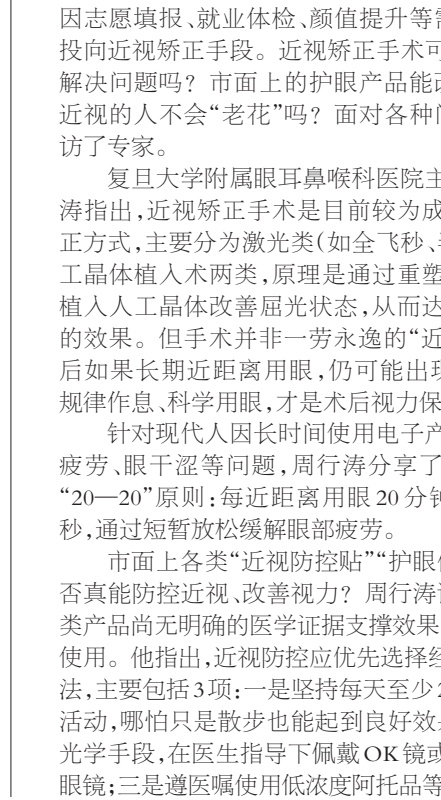 因志愿填报、就业体检、颜值提升等需
投向近视矫正手段。近视矫正手术可
解决问题吗？市面上的护眼产品能改
近视的人不会“老花”吗？面对各种问
访了专家。
复旦大学附属眼耳鼻喉科医院主
涛指出，近视矫正手术是目前较为成
正方式，主要分为激光类（如全飞秒、
工晶体植入术两类，原理是通过重塑
植入人工晶体改善屈光状态，从而达
的效果。但手术并非一劳永逸的“近
后如果长期近距离用眼，仍可能出现
规律作息、科学用眼，才是术后视力保
针对现代人因长时间使用电子产
疲劳、眼干涩等问题，周行涛分享了
“20—20”原则：每近距离用眼20分钟
秒，通过短暂放松缓解眼部疲劳。
市面上各类“近视防控贴”“护眼
否真能防控近视、改善视力？周行涛
类产品尚无明确的医学证据支撑效果
使用。他指出，近视防控应优先选择经
法，主要包括3项：一是坚持每天至少2
活动，哪怕只是散步也能起到良好效
光学手段，在医生指导下佩戴OK镜或
眼镜；三是遵医嘱使用低浓度阿托品等